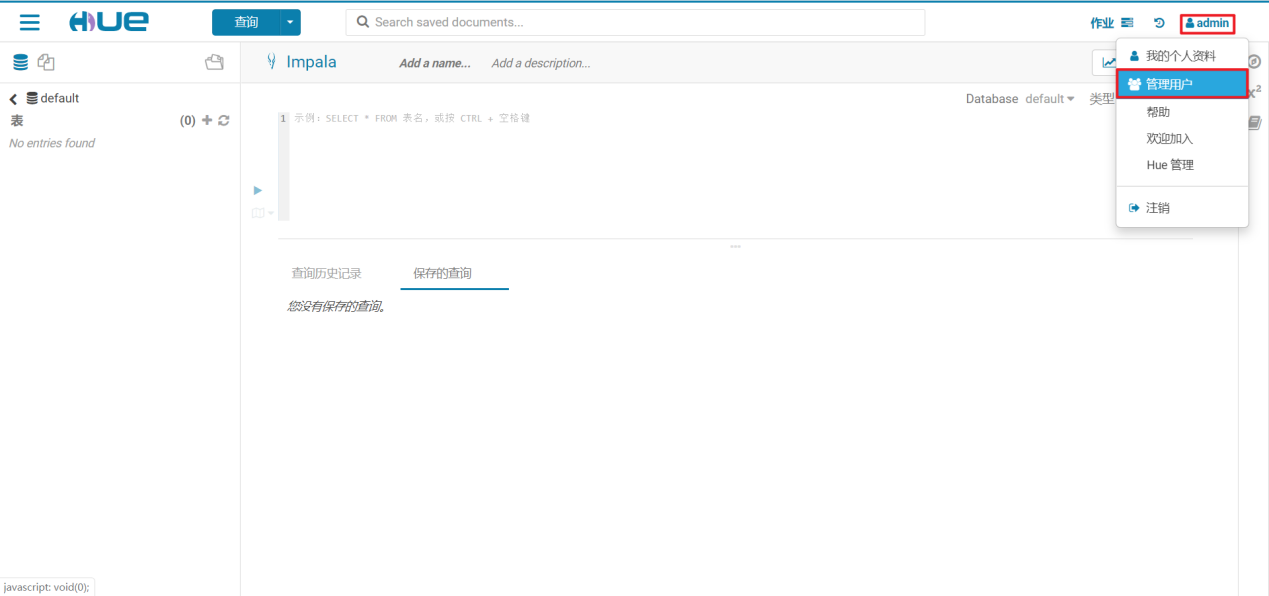 HUE
查询
Search saved documents...
作业
admin
Impala
Add a name...
Add a description...
我的个人资料
管理用户
帮助
欢迎加入
Hue 管理
注销
default
表
(0)
No entries found
Database default
类型
1 示例：SELECT * FROM 表名，或按 CTRL + 空格键
x²
查询历史记录
保存的查询
您没有保存的查询。
javascript: void(0);